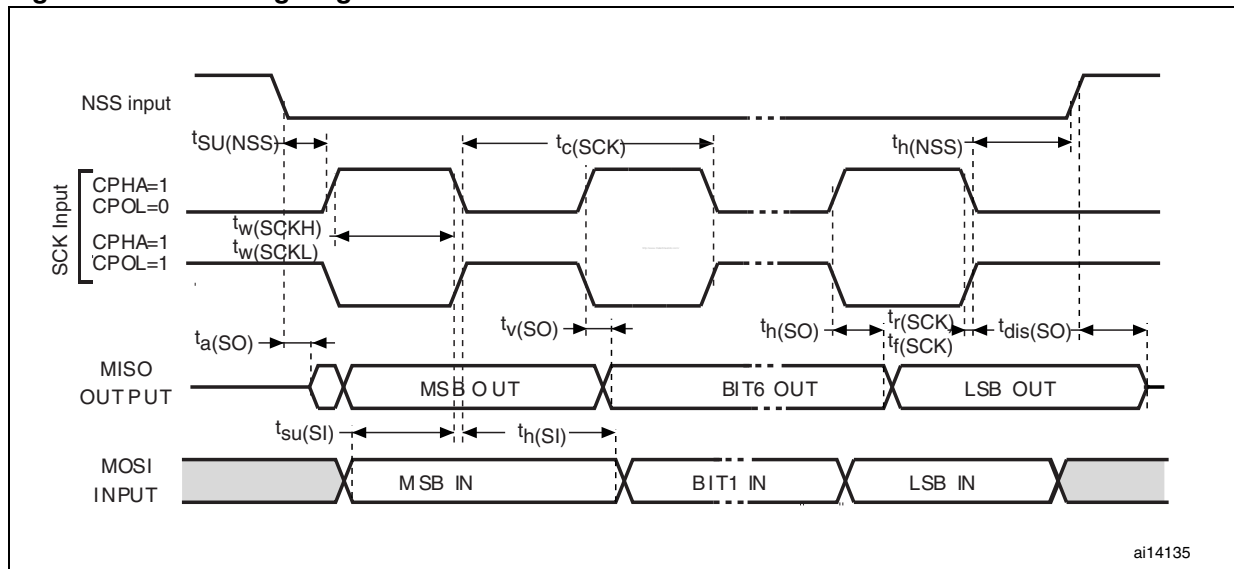 NSS input
tSU(NSS)
tc(SCK)
th(NSS)
SCK Input
CPHA=1
CPOL=0
CPHA=1
CPOL=1
tw(SCKH)
tw(SCKL)
ta(SO)
tv(SO)
th(SO)
tr(SCK)
tf(SCK)
tdis(SO)
MISO
OUTPUT
MSB OUT
BIT6 OUT
LSB OUT
tsu(SI)
th(SI)
MOSI
INPUT
MSB IN
BIT1 IN
LSB IN
ai14135